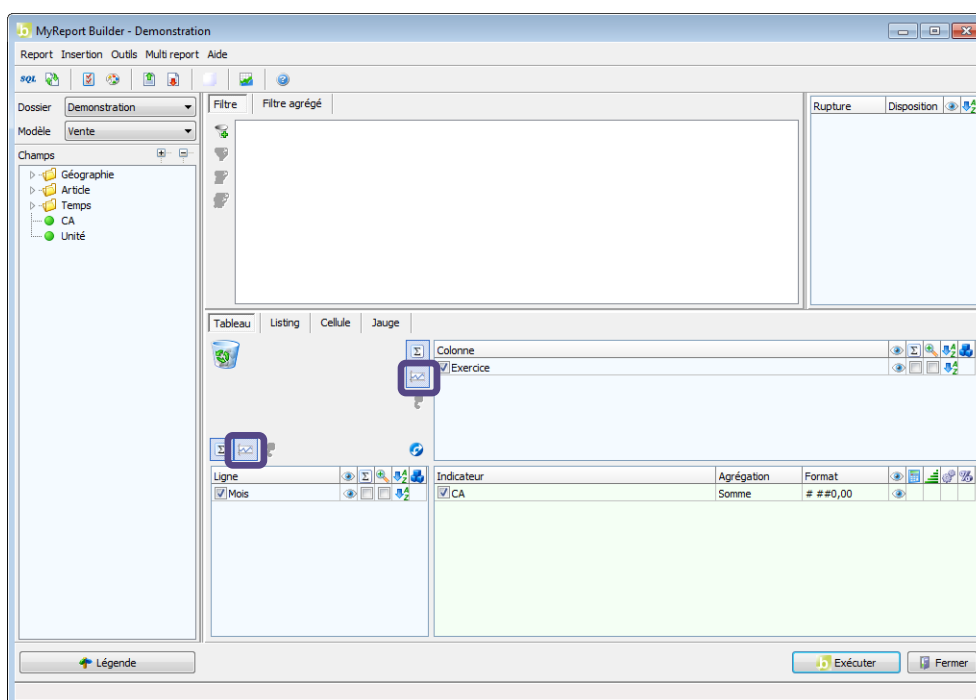 MyReport Builder - Demonstration
Report Insertion Outils Multi report Aide
SQL
Dossier Demonstration
Modèle Vente
Champs
Géographie
Article
Temps
CA
Unité
Filtre Filtre agrégé
Rupture Disposition
Tableau Listing Cellule Jauge
Colonne
Exercice
Ligne
Mois
Indicateur Agrégation Format
CA Somme # ##0,00
Légende
Exécuter Fermer